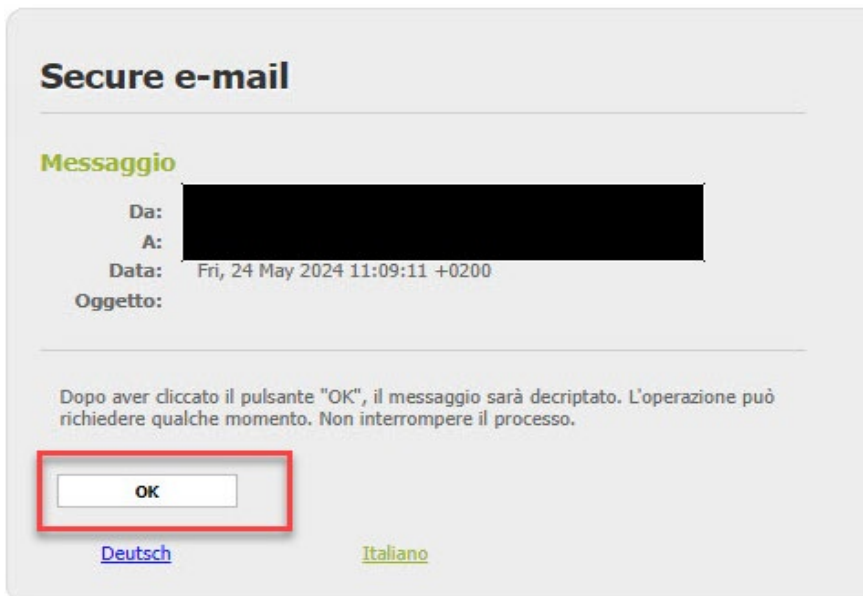 Secure e-mail
Messaggio
Da:
A:
Data: Fri, 24 May 2024 11:09:11 +0200
Oggetto:
Dopo aver cliccato il pulsante "OK", il messaggio sarà decriptato. L'operazione può
richiedere qualche momento. Non interrompere il processo.
OK
Deutsch Italiano